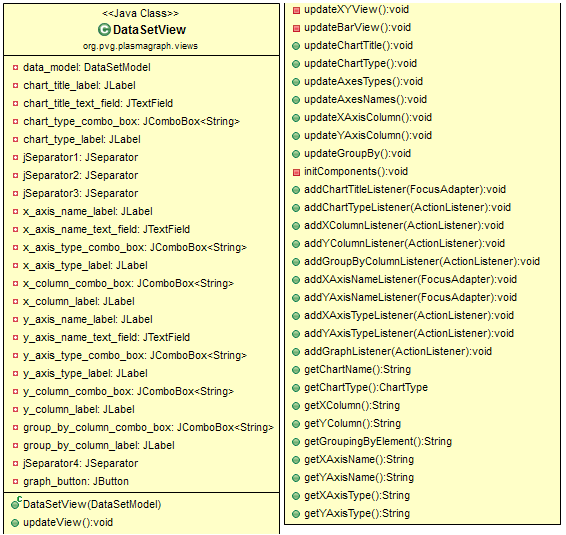 <<Java Class>>
DataSetView
org.pvg.plasmagraph.views
data_model: DataSetModel
chart_title_label: JLabel
chart_title_text_field: JTextField
chart_type_combo_box: JComboBox<String>
chart_type_label: JLabel
jSeparator1: JSeparator
jSeparator2: JSeparator
jSeparator3: JSeparator
x_axis_name_label: JLabel
x_axis_name_text_field: JTextField
x_axis_type_combo_box: JComboBox<String>
x_axis_type_label: JLabel
x_column_combo_box: JComboBox<String>
x_column_label: JLabel
y_axis_name_label: JLabel
y_axis_name_text_field: JTextField
y_axis_type_combo_box: JComboBox<String>
y_axis_type_label: JLabel
y_column_combo_box: JComboBox<String>
y_column_label: JLabel
group_by_column_combo_box: JComboBox<String>
group_by_column_label: JLabel
jSeparator4: JSeparator
graph_button: JButton
DataSetView(DataSetModel)
updateView():void
updateXYView():void
updateBarView():void
updateChartTitle():void
updateChartType():void
updateAxesTypes():void
updateAxesNames():void
updateXAxisColumn():void
updateYAxisColumn():void
updateGroupBy():void
initComponents():void
addChartTitleListener(FocusAdapter):void
addChartTypeListener(ActionListener):void
addXColumnListener(ActionListener):void
addYColumnListener(ActionListener):void
addGroupByColumnListener(ActionListener):void
addXAxisNameListener(FocusAdapter):void
addYAxisNameListener(FocusAdapter):void
addXAxisTypeListener(ActionListener):void
addYAxisTypeListener(ActionListener):void
addGraphListener(ActionListener):void
getChartName():String
getChartType():ChartType
getXColumn():String
getYColumn():String
getGroupingByElement():String
getXAxisName():String
getYAxisName():String
getXAxisType():String
getYAxisType():String